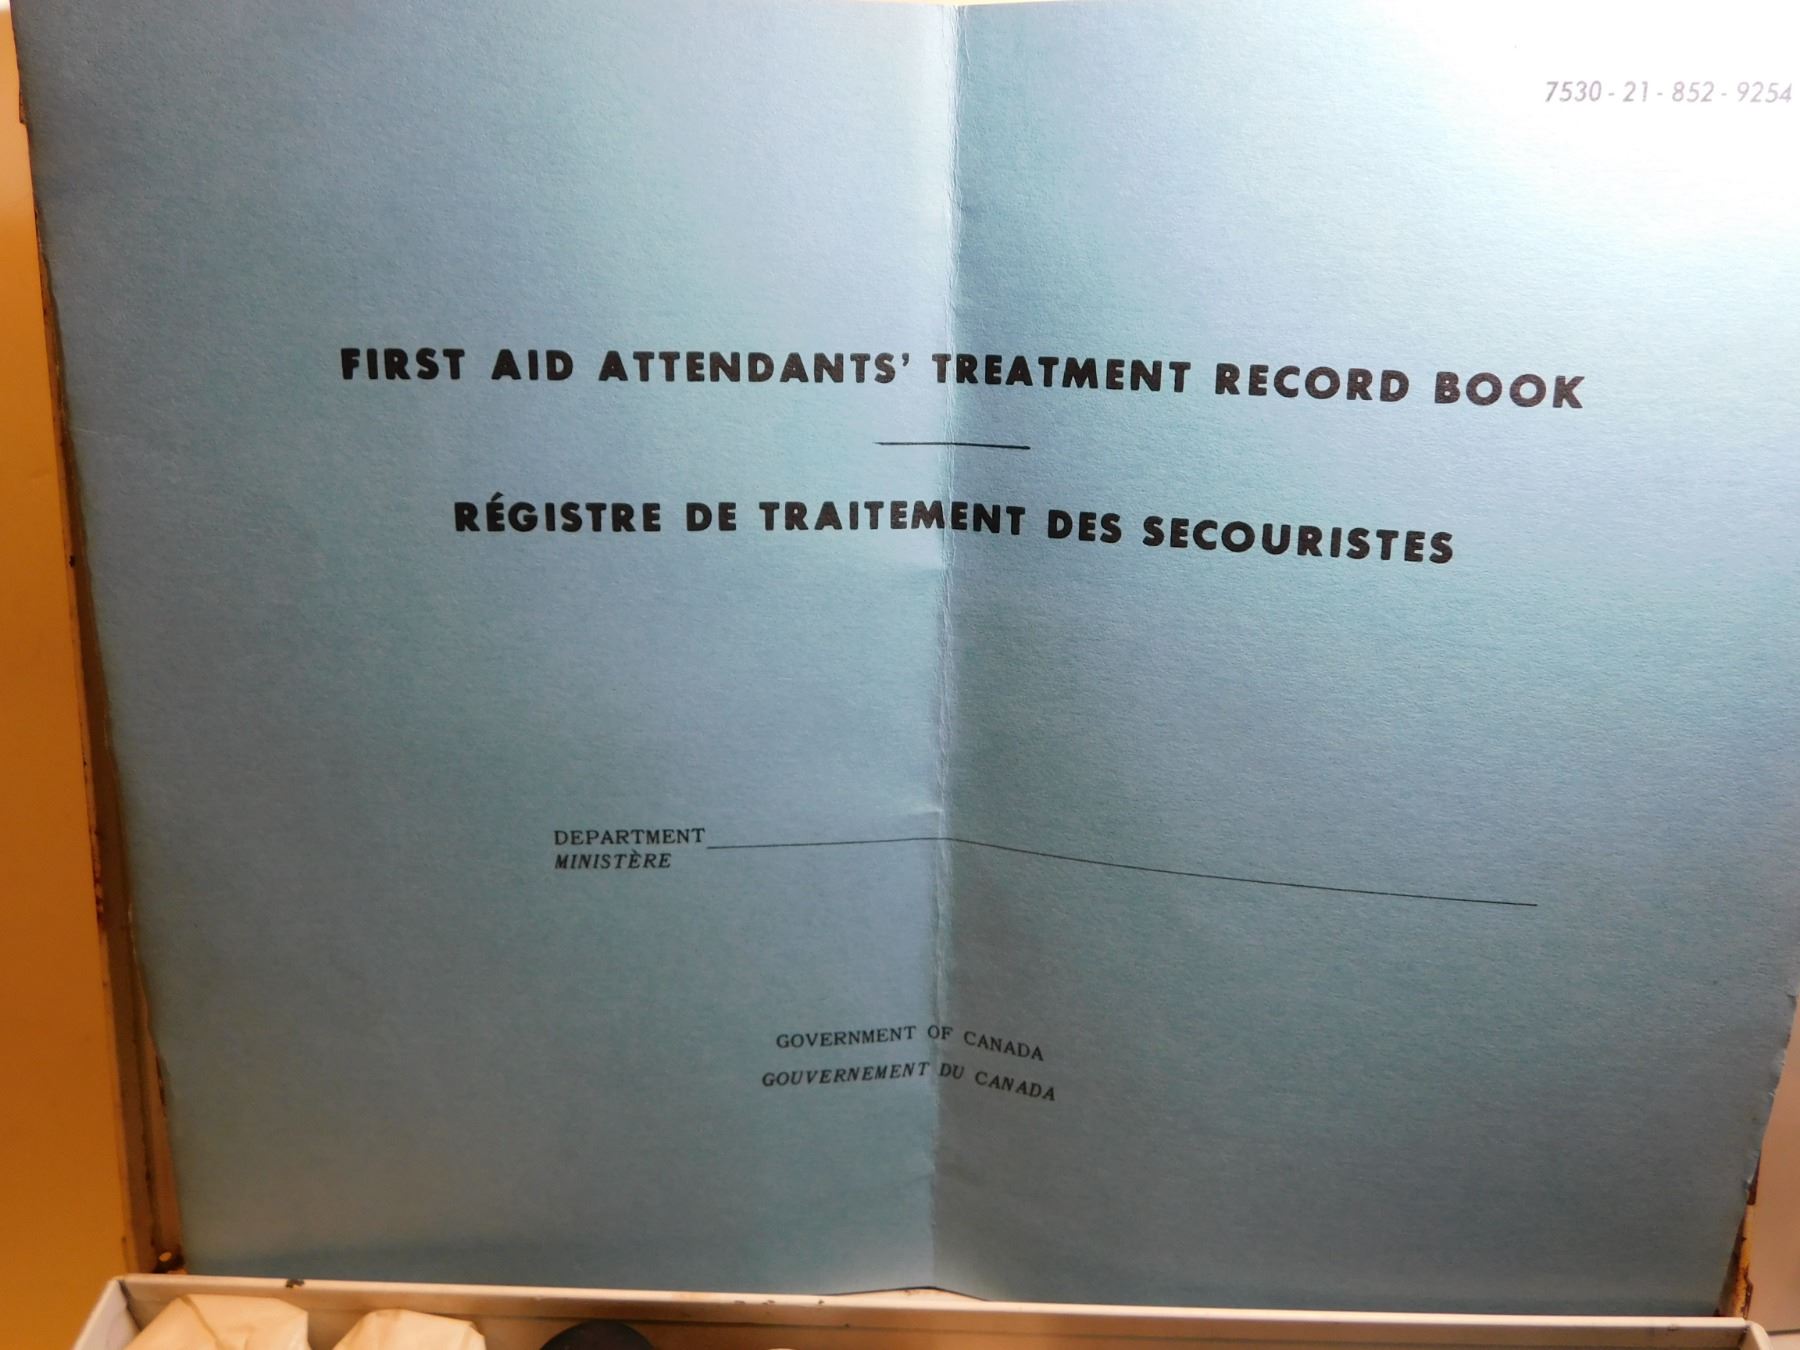 7530 - 21 - 852 - 9254
FIRST AID ATTENDANTS' TREATMENT RECORD BOOK
RÉGISTRE DE TRAITEMENT DES SECOURISTES
DEPARTMENT
MINISTÈRE
GOVERNMENT OF CANADA
GOUVERNEMENT DU CANADA